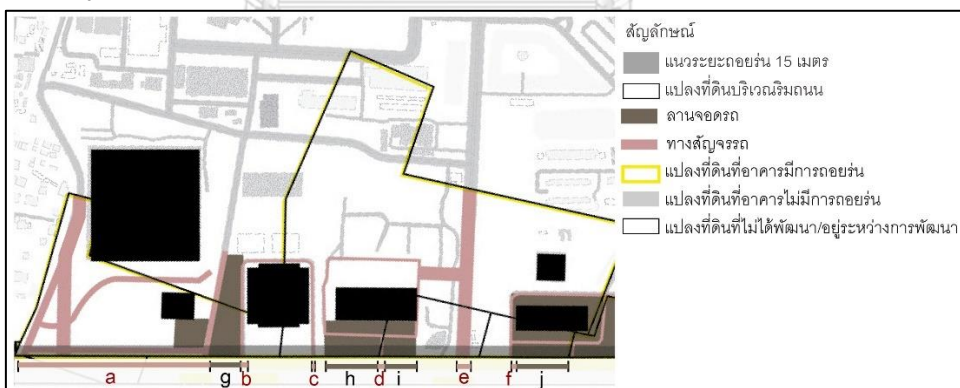 สัญลักษณ์
แนวระยะถอยร่น 15 เมตร
แปลงที่ดินบริเวณริมถนน
ลานจอดรถ
ทางสัญจรรถ
แปลงที่ดินที่อาคารมีการถอยร่น
แปลงที่ดินที่อาคารไม่มีการถอยร่น
แปลงที่ดินที่ไม่ได้พัฒนา/อยู่ระหว่างการพัฒนา
a g b c h d i e f j